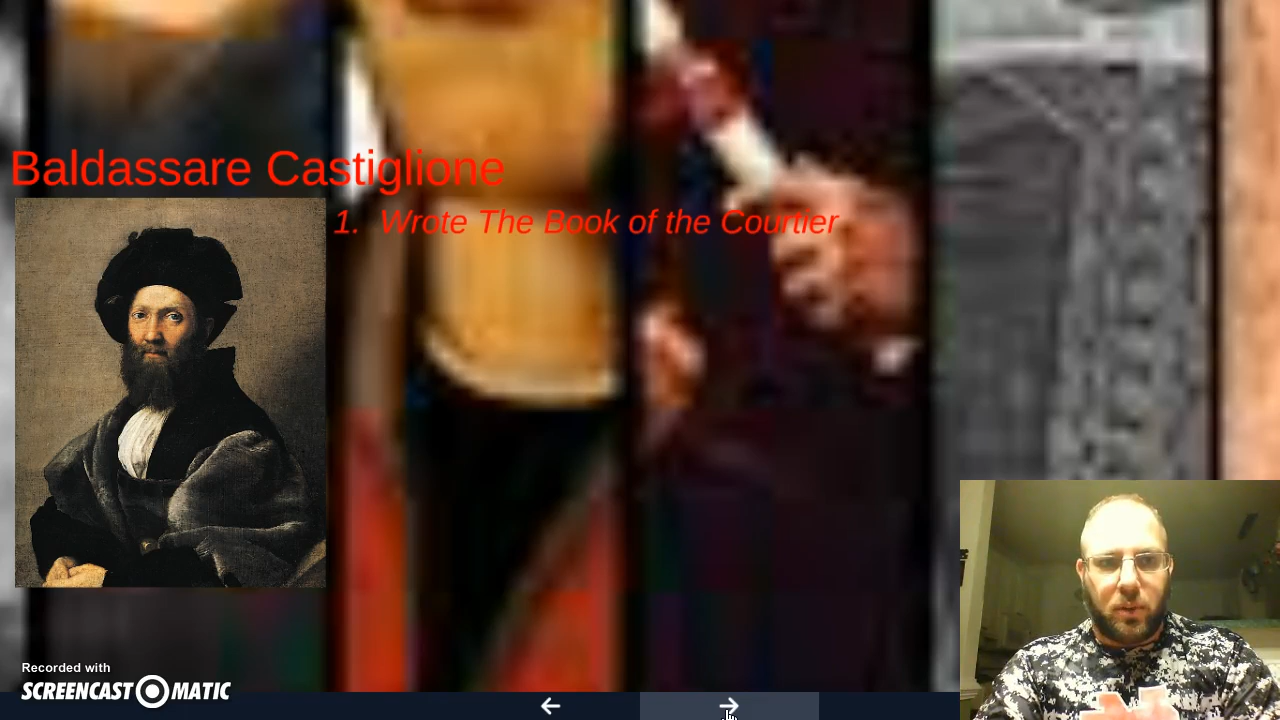 Baldassare Castiglione
1. Wrote The Book of the Courtier
Recorded with
SCREENCAST MATIC